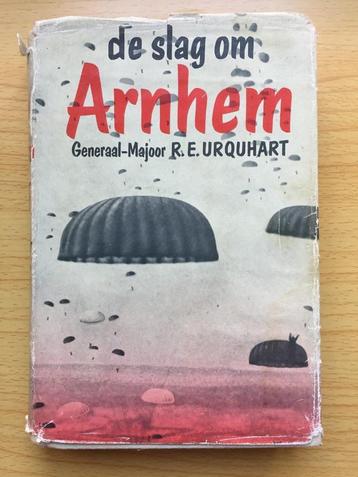 de slag om
Arnhem
Generaal-Majoor R.E. URQUHART